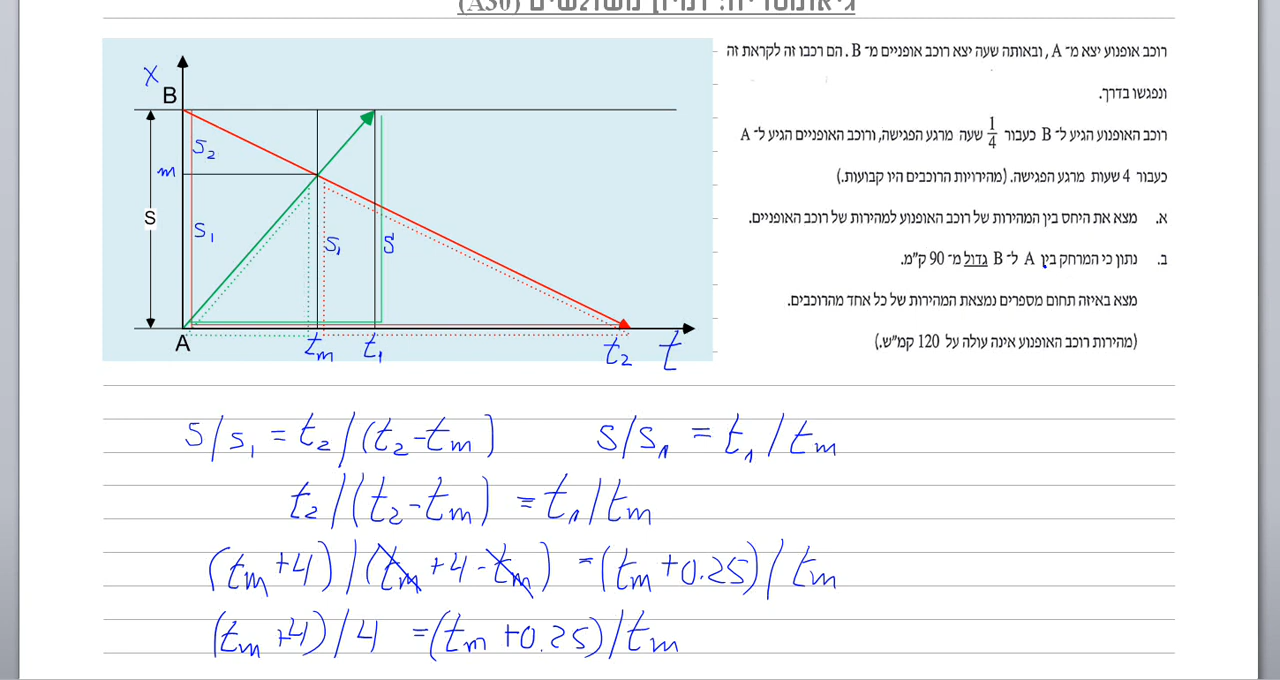 גיאומטריה: דמיון משולשים (A30)
רוכב אופנוע יצא מ־ A, ובאותה שעה יצא רוכב אופניים מ־ B. הם רכבו זה לקראת זה
ונפגשו בדרך.
רוכב האופנוע הגיע ל־ B כעבור 1/4 שעה מרגע הפגישה, ורוכב האופניים הגיע ל־ A
כעבור 4 שעות מרגע הפגישה. (מהירויות הרוכבים היו קבועות.)
א. מצא את היחס בין המהירות של רוכב האופנוע למהירות של רוכב האופניים.
ב. נתון כי המרחק בין A ל־ B גדול מ־ 90 ק"מ.
מצא באיזה תחום מספרים נמצאת המהירות של כל אחד מהרוכבים.
(מהירות רוכב האופנוע אינה עולה על 120 קמ"ש.)
x
B
S2
m
S
S1
S1
S
A
tm
t1
t2
t
S/S1 = t2/(t2-tm)
S/S1 = t1/tm
t2/(t2-tm) = t1/tm
(tm+4)/(tm+4-tm) = (tm+0.25)/tm
(tm+4)/4 = (tm+0.25)/tm